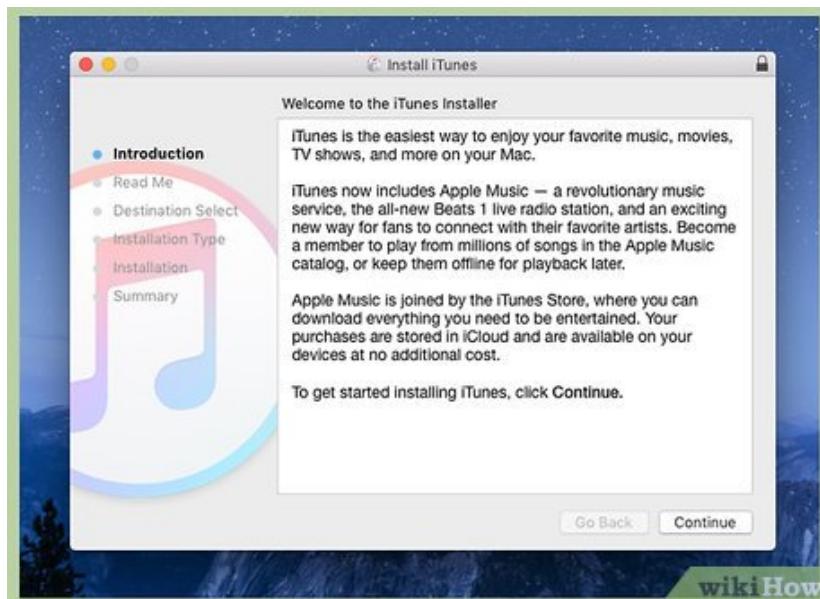 Install iTunes
Welcome to the iTunes Installer
Introduction
Read Me
Destination Select
Installation Type
Installation
Summary
iTunes is the easiest way to enjoy your favorite music, movies,
TV shows, and more on your Mac.
iTunes now includes Apple Music — a revolutionary music
service, the all-new Beats 1 live radio station, and an exciting
new way for fans to connect with their favorite artists. Become
a member to play from millions of songs in the Apple Music
catalog, or keep them offline for playback later.
Apple Music is joined by the iTunes Store, where you can
download everything you need to be entertained. Your
purchases are stored in iCloud and are available on your
devices at no additional cost.
To get started installing iTunes, click Continue.
Go Back
Continue
wikiHow